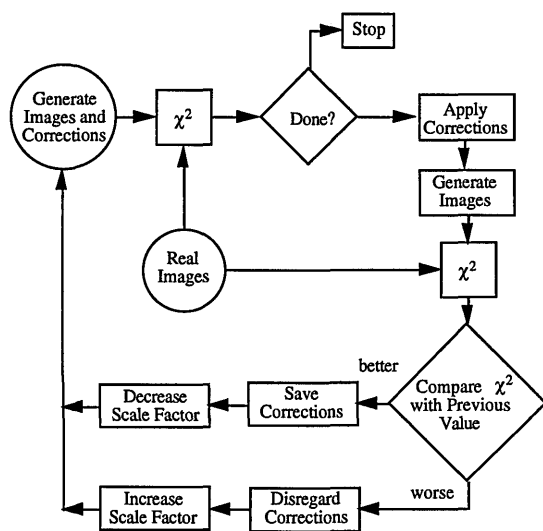 Stop
Generate
Images and
Corrections
χ²
Done?
Apply
Corrections
Generate
Images
Real
Images
χ²
better
Compare χ²
with Previous
Value
Decrease
Scale Factor
Save
Corrections
worse
Increase
Scale Factor
Disregard
Corrections